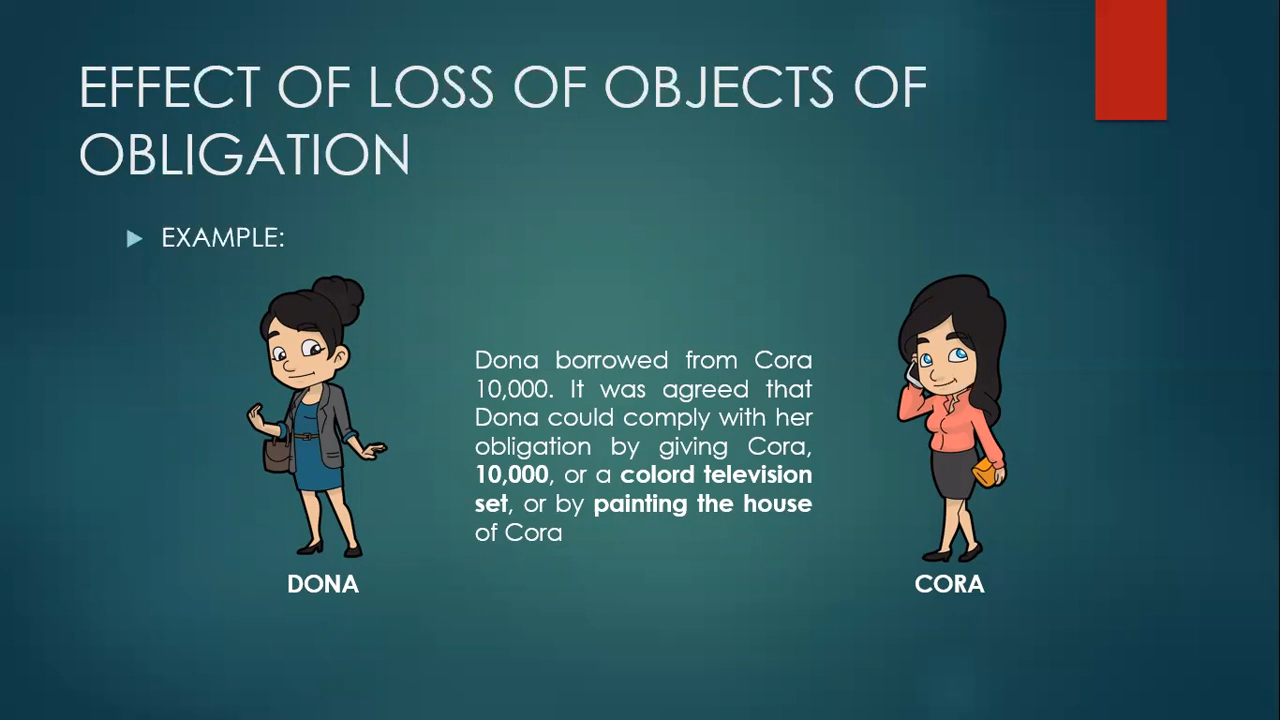 EFFECT OF LOSS OF OBJECTS OF
OBLIGATION
EXAMPLE:
Dona borrowed from Cora
10,000. It was agreed that
Dona could comply with her
obligation by giving Cora,
10,000, or a colord television
set, or by painting the house
of Cora
DONA
CORA